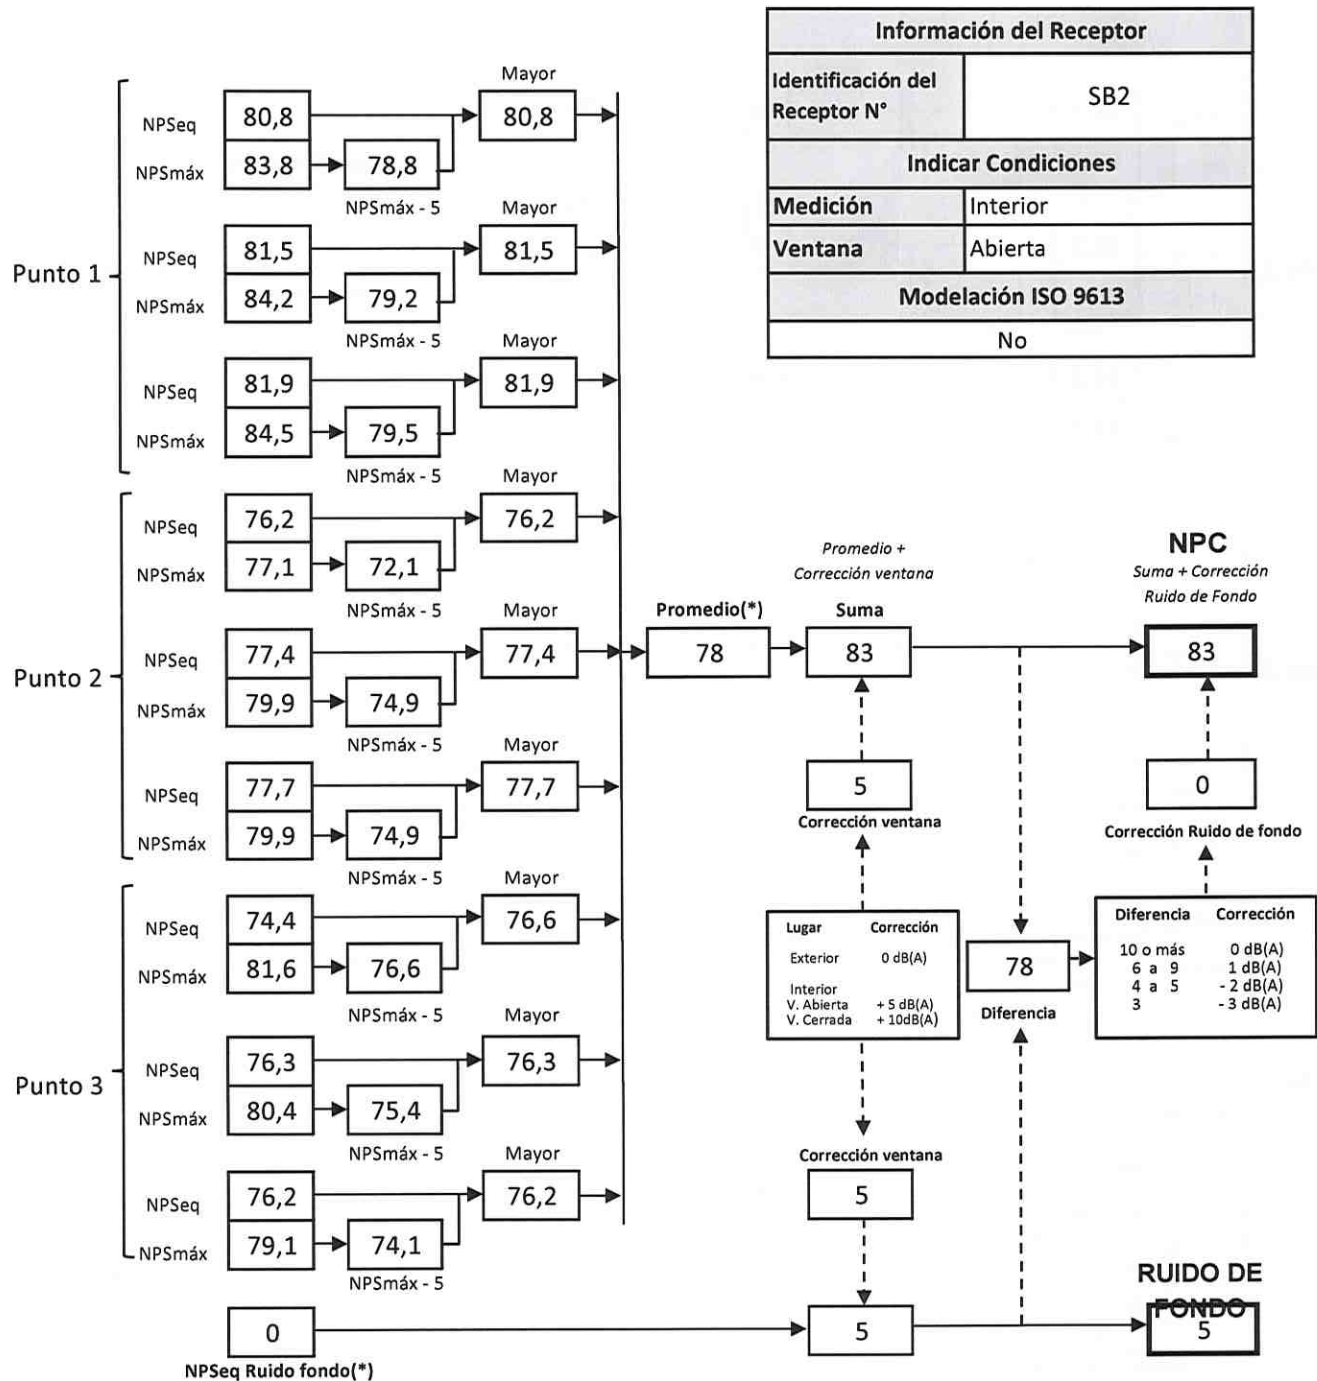 Información del Receptor
Identificación del
Receptor N°
SB2
Indicar Condiciones
Medición Interior
Ventana Abierta
Modelación ISO 9613
No
Punto 1
Mayor
NPSeq 80,8 80,8
NPSmáx 83,8 78,8
NPSmáx - 5
Mayor
NPSeq 81,5 81,5
NPSmáx 84,2 79,2
NPSmáx - 5
Mayor
NPSeq 81,9 81,9
NPSmáx 84,5 79,5
NPSmáx - 5
Punto 2
Mayor
NPSeq 76,2 76,2
NPSmáx 77,1 72,1
NPSmáx - 5
Mayor
NPSeq 77,4 77,4
NPSmáx 79,9 74,9
NPSmáx - 5
Mayor
NPSeq 77,7 77,7
NPSmáx 79,9 74,9
NPSmáx - 5
Punto 3
Mayor
NPSeq 74,4 76,6
NPSmáx 81,6 76,6
NPSmáx - 5
Mayor
NPSeq 76,3 76,3
NPSmáx 80,4 75,4
NPSmáx - 5
Mayor
NPSeq 76,2 76,2
NPSmáx 79,1 74,1
NPSmáx - 5
0
NPSeq Ruido fondo(*)
Promedio(*)
78
Promedio +
Corrección ventana
Suma
83
5
Corrección ventana
Lugar Corrección
Exterior 0 dB(A)
Interior
V. Abierta + 5 dB(A)
V. Cerrada + 10dB(A)
Corrección ventana
5
5
78
Diferencia
NPC
Suma + Corrección
Ruido de Fondo
83
0
Corrección Ruido de fondo
Diferencia Corrección
10 o más 0 dB(A)
6 a 9 1 dB(A)
4 a 5 - 2 dB(A)
3 - 3 dB(A)
RUIDO DE
FONDO
5